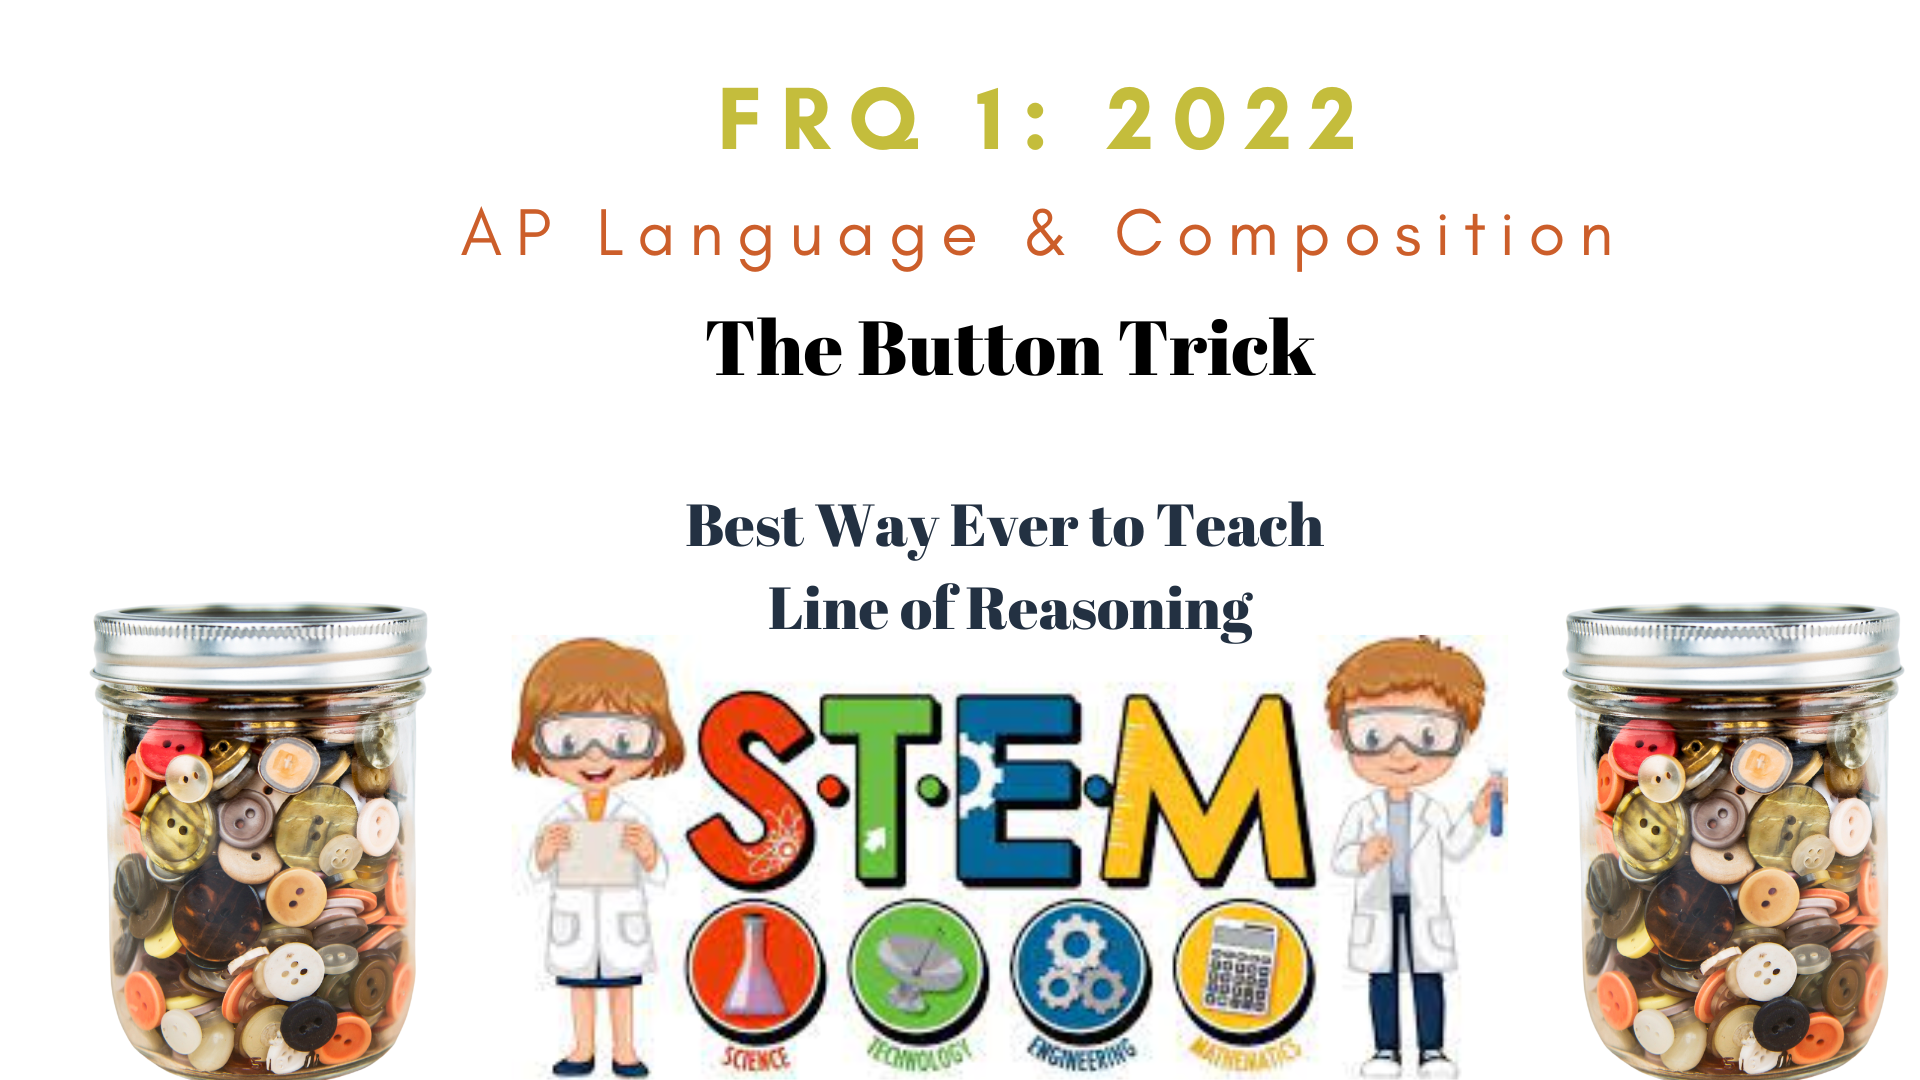 FRQ 1: 2022
AP Language & Composition
The Button Trick
Best Way Ever to Teach
Line of Reasoning
S.T.E.M
SCIENCE
TECHNOLOGY
ENGINEERING
MATHEMATICS